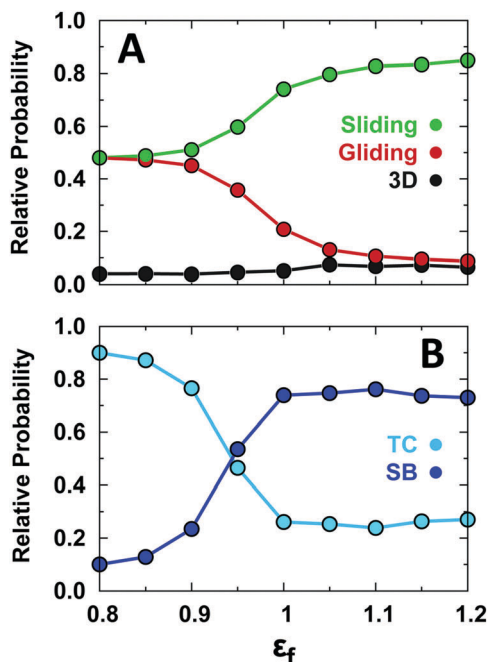 A
Relative Probability
1.0
0.8
0.6
0.4
0.2
0.0
Sliding
Gliding
3D
B
Relative Probability
1.0
0.8
0.6
0.4
0.2
0.0
TC
SB
0.8 0.9 1 1.1 1.2
εf